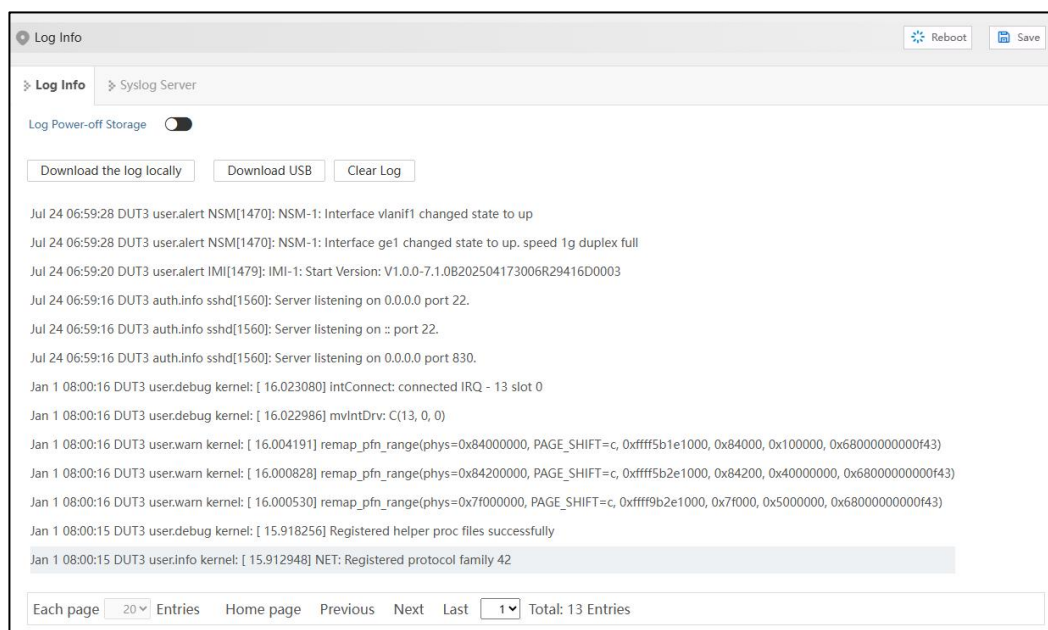 Log Info
Reboot
Save
Log Info
Syslog Server
Log Power-off Storage
Download the log locally
Download USB
Clear Log
Jul 24 06:59:28 DUT3 user.alert NSM[1470]: NSM-1: Interface vlanif1 changed state to up
Jul 24 06:59:28 DUT3 user.alert NSM[1470]: NSM-1: Interface ge1 changed state to up. speed 1g duplex full
Jul 24 06:59:20 DUT3 user.alert IMI[1479]: IMI-1: Start Version: V1.0.0-7.1.0B202504173006R29416D0003
Jul 24 06:59:16 DUT3 auth.info sshd[1560]: Server listening on 0.0.0.0 port 22.
Jul 24 06:59:16 DUT3 auth.info sshd[1560]: Server listening on :: port 22.
Jul 24 06:59:16 DUT3 auth.info sshd[1560]: Server listening on 0.0.0.0 port 830.
Jan 1 08:00:16 DUT3 user.debug kernel: [ 16.023080] intConnect: connected IRQ - 13 slot 0
Jan 1 08:00:16 DUT3 user.debug kernel: [ 16.022986] mvIntDrv: C(13, 0, 0)
Jan 1 08:00:16 DUT3 user.warn kernel: [ 16.004191] remap_pfn_range(phys=0x84000000, PAGE_SHIFT=c, 0xffff5b1e1000, 0x84000, 0x100000, 0x68000000000f43)
Jan 1 08:00:16 DUT3 user.warn kernel: [ 16.000828] remap_pfn_range(phys=0x84200000, PAGE_SHIFT=c, 0xffff5b2e1000, 0x84200, 0x40000000, 0x68000000000f43)
Jan 1 08:00:16 DUT3 user.warn kernel: [ 16.000530] remap_pfn_range(phys=0x7f000000, PAGE_SHIFT=c, 0xffff9b2e1000, 0x7f000, 0x5000000, 0x68000000000f43)
Jan 1 08:00:15 DUT3 user.debug kernel: [ 15.918256] Registered helper proc files successfully
Jan 1 08:00:15 DUT3 user.info kernel: [ 15.912948] NET: Registered protocol family 42
Each page 20 Entries Home page Previous Next Last 1 Total: 13 Entries